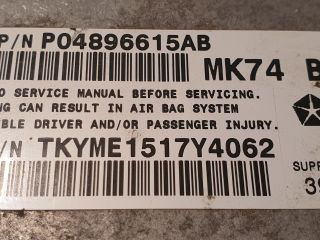 P/N P04896615AB
MK74 B
O SERVICE MANUAL BEFORE SERVICING.
NG CAN RESULT IN AIR BAG SYSTEM
BLE DRIVER AND/OR PASSENGER INJURY.
/N TKYME1517Y4062
SUPP
30